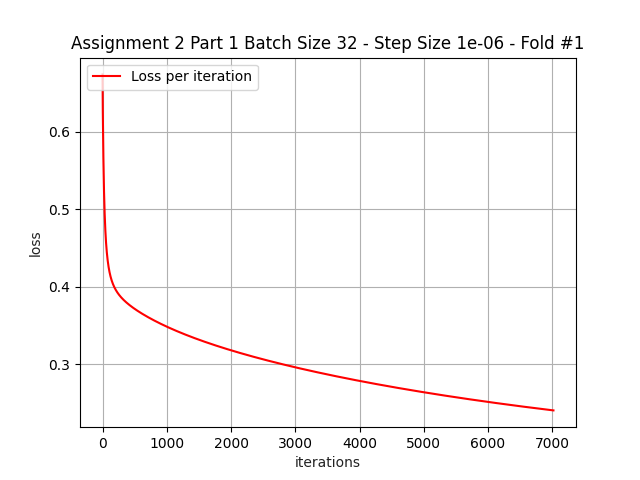 Assignment 2 Part 1 Batch Size 32 - Step Size 1e-06 - Fold #1
Loss per iteration
0.6
0.5
0.4
0.3
loss
0 1000 2000 3000 4000 5000 6000 7000
iterations